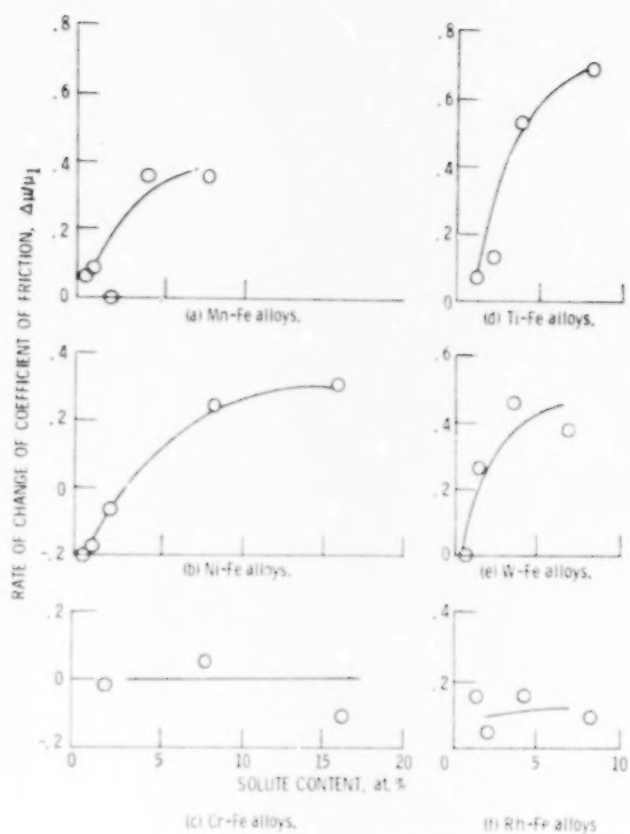 RATE OF CHANGE OF COEFFICIENT OF FRICTION, Δμ/μ1
.8
.6
.4
.2
0
(a) Mn-Fe alloys.
.8
.6
.4
.2
0
(d) Ti-Fe alloys.
.4
.2
0
-.2
(b) Ni-Fe alloys.
.6
.4
.2
0
(e) W-Fe alloys.
.2
0
-.2
0 5 10 15 20
SOLUTE CONTENT, at. %
(c) Cr-Fe alloys.
.4
.2
0 5 10
(f) Rh-Fe alloys